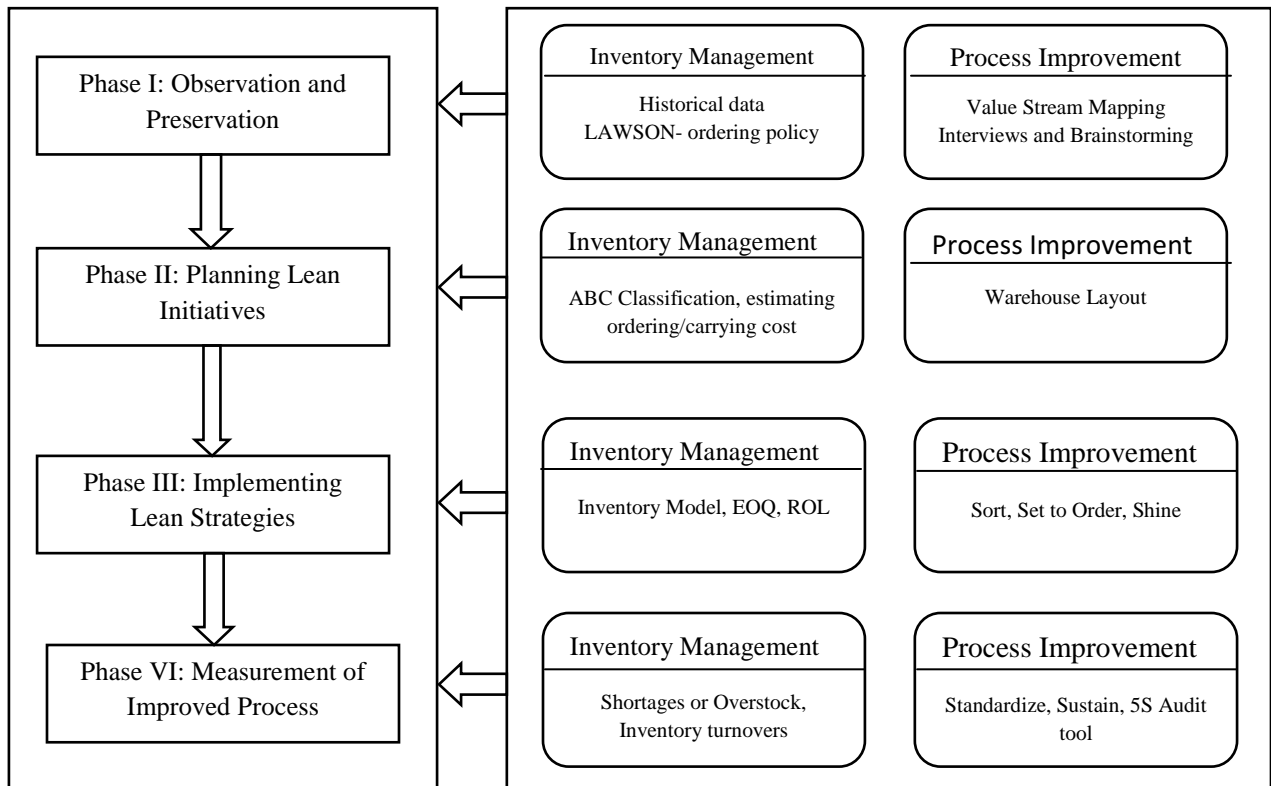 Phase I: Observation and
Preservation
Inventory Management
Historical data
LAWSON- ordering policy
Process Improvement
Value Stream Mapping
Interviews and Brainstorming
Phase II: Planning Lean
Initiatives
Inventory Management
ABC Classification, estimating
ordering/carrying cost
Process Improvement
Warehouse Layout
Phase III: Implementing
Lean Strategies
Inventory Management
Inventory Model, EOQ, ROL
Process Improvement
Sort, Set to Order, Shine
Phase VI: Measurement of
Improved Process
Inventory Management
Shortages or Overstock,
Inventory turnovers
Process Improvement
Standardize, Sustain, 5S Audit
tool